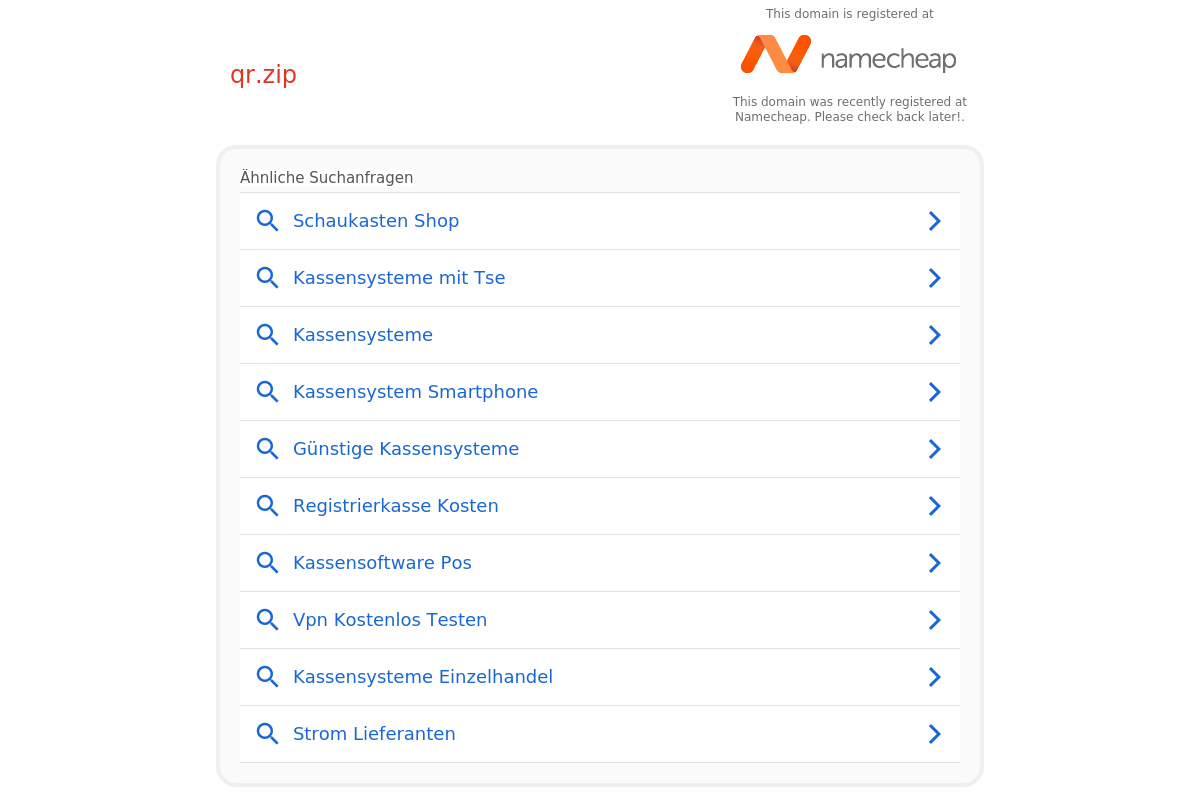 This domain is registered at
namecheap
qr.zip
This domain was recently registered at
Namecheap. Please check back later!.
Ähnliche Suchanfragen
Schaukasten Shop
Kassensysteme mit Tse
Kassensysteme
Kassensystem Smartphone
Günstige Kassensysteme
Registrierkasse Kosten
Kassensoftware Pos
Vpn Kostenlos Testen
Kassensysteme Einzelhandel
Strom Lieferanten